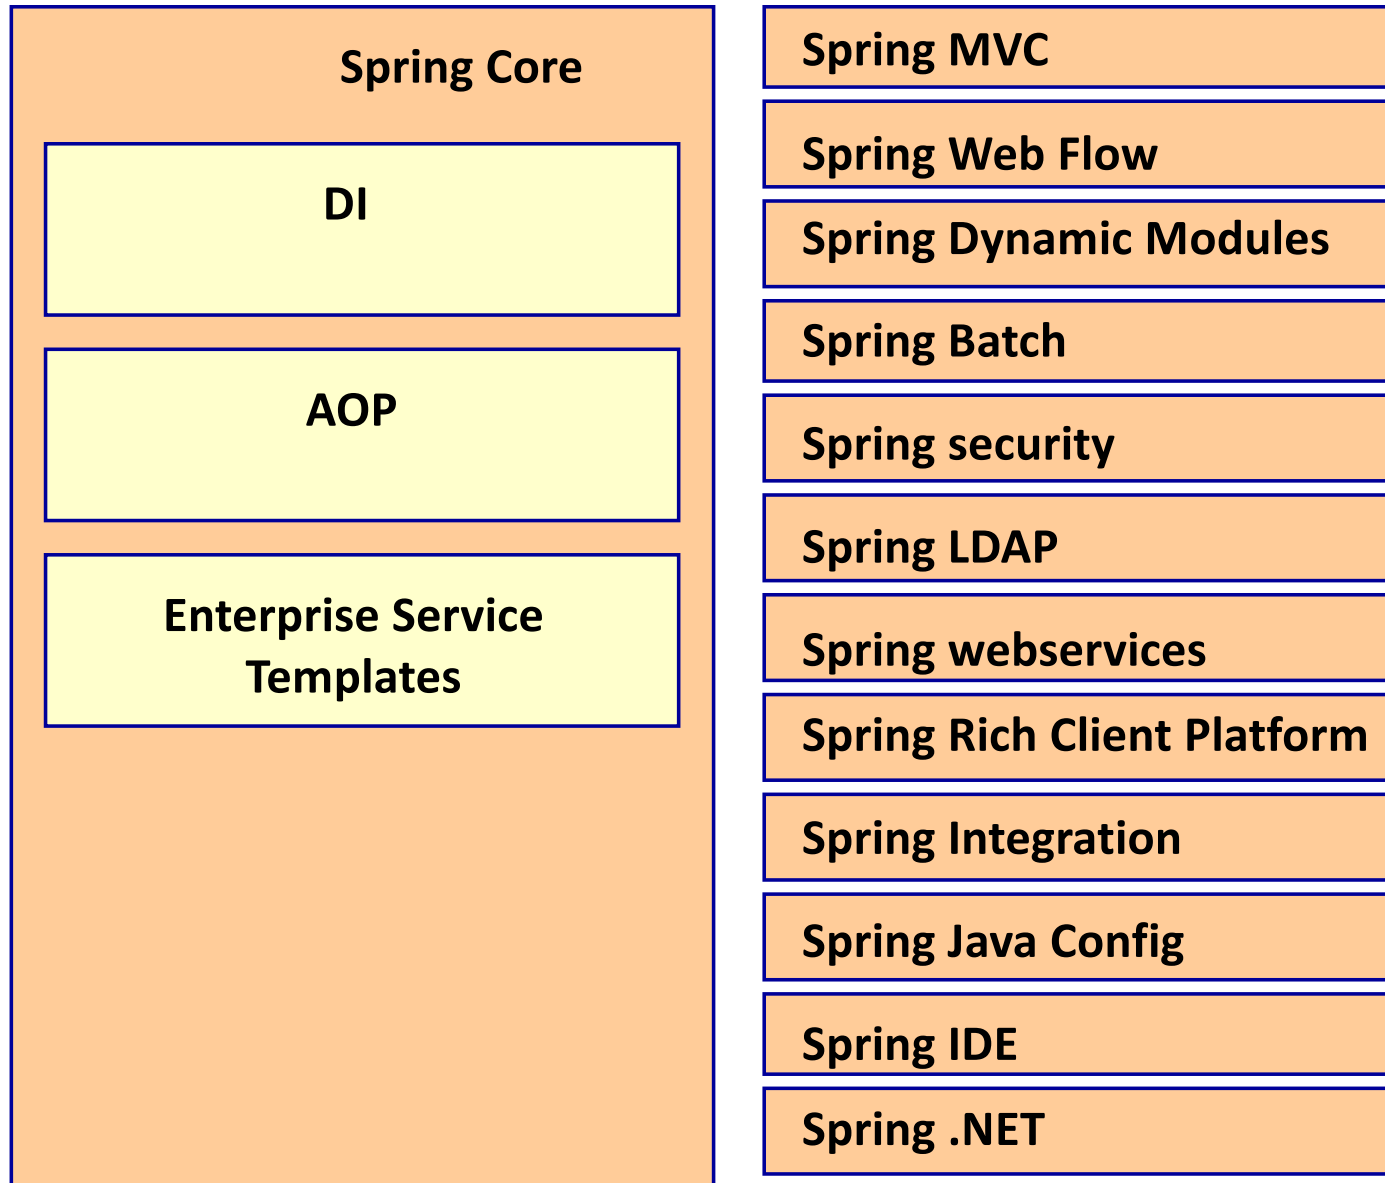 Spring Core
DI
AOP
Enterprise Service
Templates
Spring MVC
Spring Web Flow
Spring Dynamic Modules
Spring Batch
Spring security
Spring LDAP
Spring webservices
Spring Rich Client Platform
Spring Integration
Spring Java Config
Spring IDE
Spring .NET